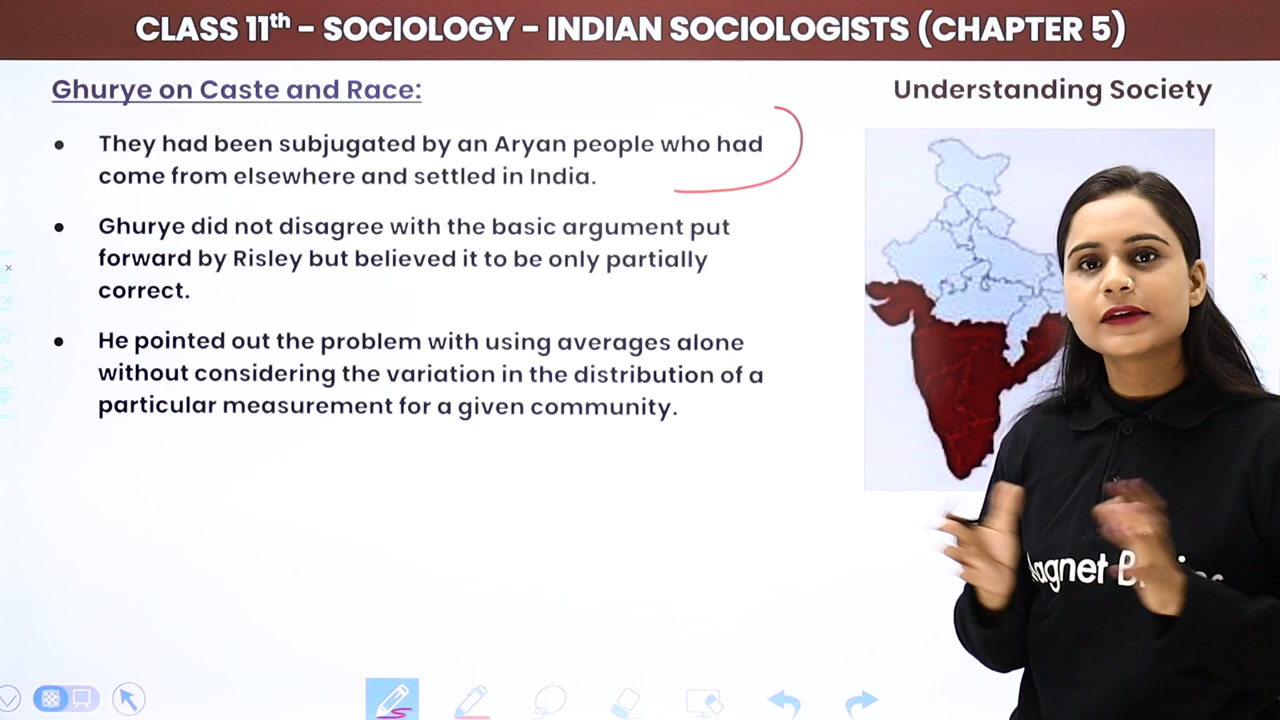 CLASS 11th - SOCIOLOGY - INDIAN SOCIOLOGISTS (CHAPTER 5)
Ghurye on Caste and Race:
Understanding Society
• They had been subjugated by an Aryan people who had
come from elsewhere and settled in India.
• Ghurye did not disagree with the basic argument put
forward by Risley but believed it to be only partially
correct.
• He pointed out the problem with using averages alone
without considering the variation in the distribution of a
particular measurement for a given community.